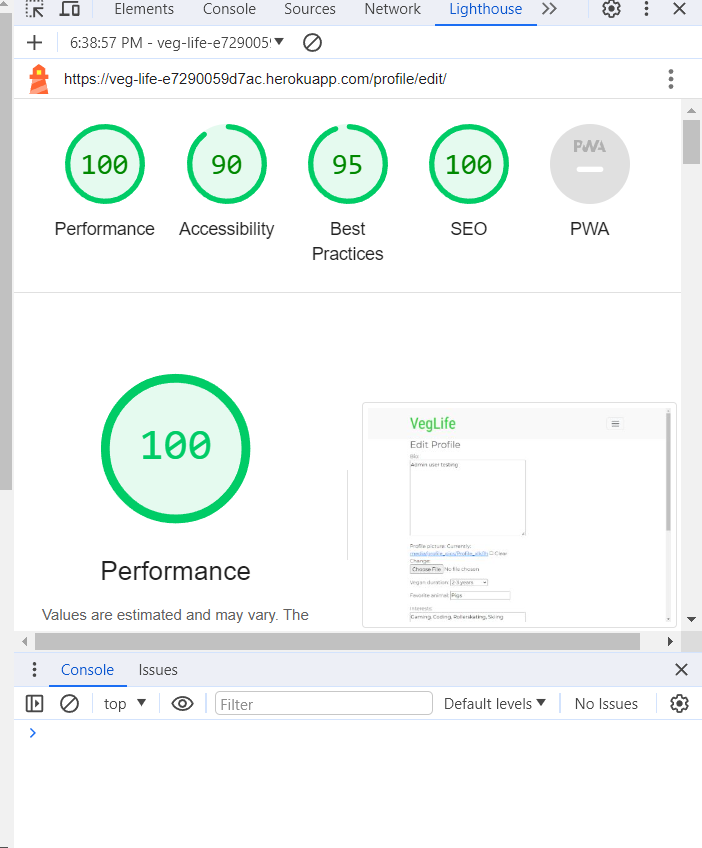 Elements Console Sources Network Lighthouse
6:38:57 PM - veg-life-e729005
https://veg-life-e7290059d7ac.herokuapp.com/profile/edit/
100 90 95 100 PWA
Performance Accessibility Best Practices SEO PWA
100
VegLife
Edit Profile
Bio:
Admin user testing
Profile picture: Currently:
Clear
Change:
Choose File No file chosen
Vegan duration: 2-3 years
Favorite animal: Pigs
Interests:
Gaming, Coding, Rollerskating, Skiing
Performance
Values are estimated and may vary. The
Console Issues
top Filter Default levels No Issues